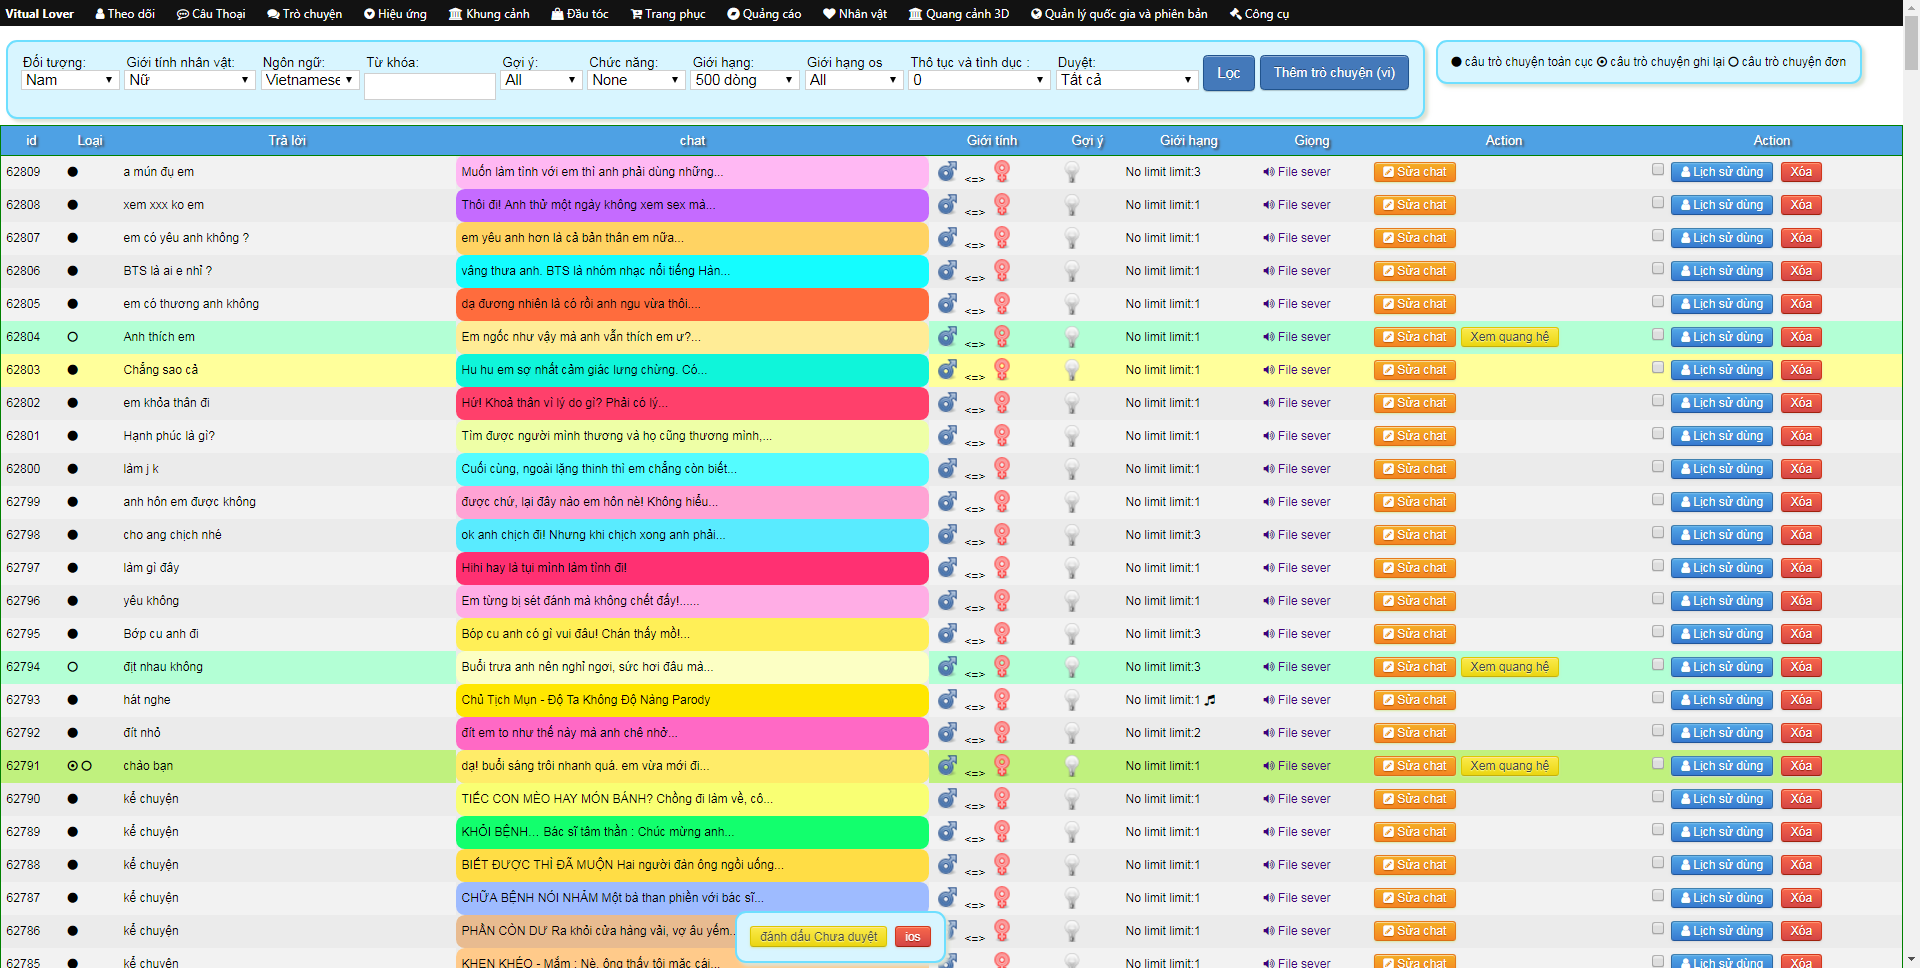 Vitual Lover Theo dõi Câu Thoại Trò chuyện Hiệu ứng Khung cảnh Đầu tóc Trang phục Quảng cáo Nhân vật Quang cảnh 3D Quản lý quốc gia và phiên bản Công cụ
Đối tượng: Giới tính nhân vật: Ngôn ngữ: Từ khóa: Gợi ý: Chức năng: Giới hạng: Giới hạng os Thô tục và tình dục : Duyệt:
Nam Nữ Vietnamese All None 500 dòng All 0 Tất cả Lọc Thêm trò chuyện (vi)
câu trò chuyện toàn cục câu trò chuyện ghi lại câu trò chuyện đơn
id Loại Trả lời chat Giới tính Gợi ý Giới hạng Giọng Action Action
62809 a mún đụ em Muốn làm tình với em thì anh phải dùng những... <=> No limit limit:3 File sever Sửa chat Lịch sử dùng Xóa
62808 xem xxx ko em Thôi đi! Anh thử một ngày không xem sex mà... <=> No limit limit:1 File sever Sửa chat Lịch sử dùng Xóa
62807 em có yêu anh không ? em yêu anh hơn là cả bản thân em nữa... <=> No limit limit:1 File sever Sửa chat Lịch sử dùng Xóa
62806 BTS là ai e nhỉ ? vâng thưa anh. BTS là nhóm nhạc nổi tiếng Hàn... <=> No limit limit:1 File sever Sửa chat Lịch sử dùng Xóa
62805 em có thương anh không dạ đương nhiên là có rồi anh ngu vừa thôi.... <=> No limit limit:1 File sever Sửa chat Lịch sử dùng Xóa
62804 Anh thích em Em ngốc như vậy mà anh vẫn thích em ư?... <=> No limit limit:1 File sever Sửa chat Xem quang hệ Lịch sử dùng Xóa
62803 Chẳng sao cả Hu hu em sợ nhất cảm giác lưng chừng. Có... <=> No limit limit:1 File sever Sửa chat Lịch sử dùng Xóa
62802 em khỏa thân đi Hứ! Khoả thân vì lý do gì? Phải có lý... <=> No limit limit:1 File sever Sửa chat Lịch sử dùng Xóa
62801 Hạnh phúc là gì? Tìm được người mình thương và họ cũng thương mình,... <=> No limit limit:1 File sever Sửa chat Lịch sử dùng Xóa
62800 làm j k Cuối cùng, ngoài lặng thinh thì em chẳng còn biết... <=> No limit limit:1 File sever Sửa chat Lịch sử dùng Xóa
62799 anh hôn em được không được chứ, lại đây nào em hôn nè! Không hiểu... <=> No limit limit:1 File sever Sửa chat Lịch sử dùng Xóa
62798 cho ang chịch nhé ok anh chịch đi! Nhưng khi chịch xong anh phải... <=> No limit limit:3 File sever Sửa chat Lịch sử dùng Xóa
62797 làm gì đây Hihi hay là tụi mình làm tình đi! <=> No limit limit:1 File sever Sửa chat Lịch sử dùng Xóa
62796 yêu không Em từng bị sét đánh mà không chết đấy!...... <=> No limit limit:1 File sever Sửa chat Lịch sử dùng Xóa
62795 Bớp cu anh đi Bóp cu anh có gì vui đâu! Chán thấy mồ!... <=> No limit limit:3 File sever Sửa chat Lịch sử dùng Xóa
62794 địt nhau không Buổi trưa anh nên nghỉ ngơi, sức hơi đâu mà... <=> No limit limit:3 File sever Sửa chat Xem quang hệ Lịch sử dùng Xóa
62793 hát nghe Chủ Tịch Mụn - Độ Ta Không Độ Nàng Parody <=> No limit limit:1 File sever Sửa chat Lịch sử dùng Xóa
62792 đít nhỏ đít em to như thế này mà anh chê nhở... <=> No limit limit:2 File sever Sửa chat Lịch sử dùng Xóa
62791 chào bạn dạ! buổi sáng trôi nhanh quá. em vừa mới đi... <=> No limit limit:1 File sever Sửa chat Xem quang hệ Lịch sử dùng Xóa
62790 kể chuyện TIẾC CON MÈO HAY MÓN BÁNH? Chồng đi làm về, cô... <=> No limit limit:1 File sever Sửa chat Lịch sử dùng Xóa
62789 kể chuyện KHỎI BỆNH... Bác sĩ tâm thần : Chúc mừng anh... <=> No limit limit:1 File sever Sửa chat Lịch sử dùng Xóa
62788 kể chuyện BIẾT ĐƯỢC THÌ ĐÃ MUỘN Hai người đàn ông ngồi uống... <=> No limit limit:1 File sever Sửa chat Lịch sử dùng Xóa
62787 kể chuyện CHỮA BỆNH NÓI NHẢM Một bà than phiền với bác sĩ... <=> No limit limit:1 File sever Sửa chat Lịch sử dùng Xóa
62786 kể chuyện PHẦN CÒN DƯ Ra khỏi cửa hàng vải, vợ âu yếm... <=> No limit limit:1 File sever Sửa chat Lịch sử dùng Xóa
đánh dấu Chưa duyệt ios
62785 kể chuyện KHEN KHÉO - Mắm : Nè, ông thấy tôi mặc cái... No limit limit:1 File sever Sửa chat Lịch sử dùng Xóa